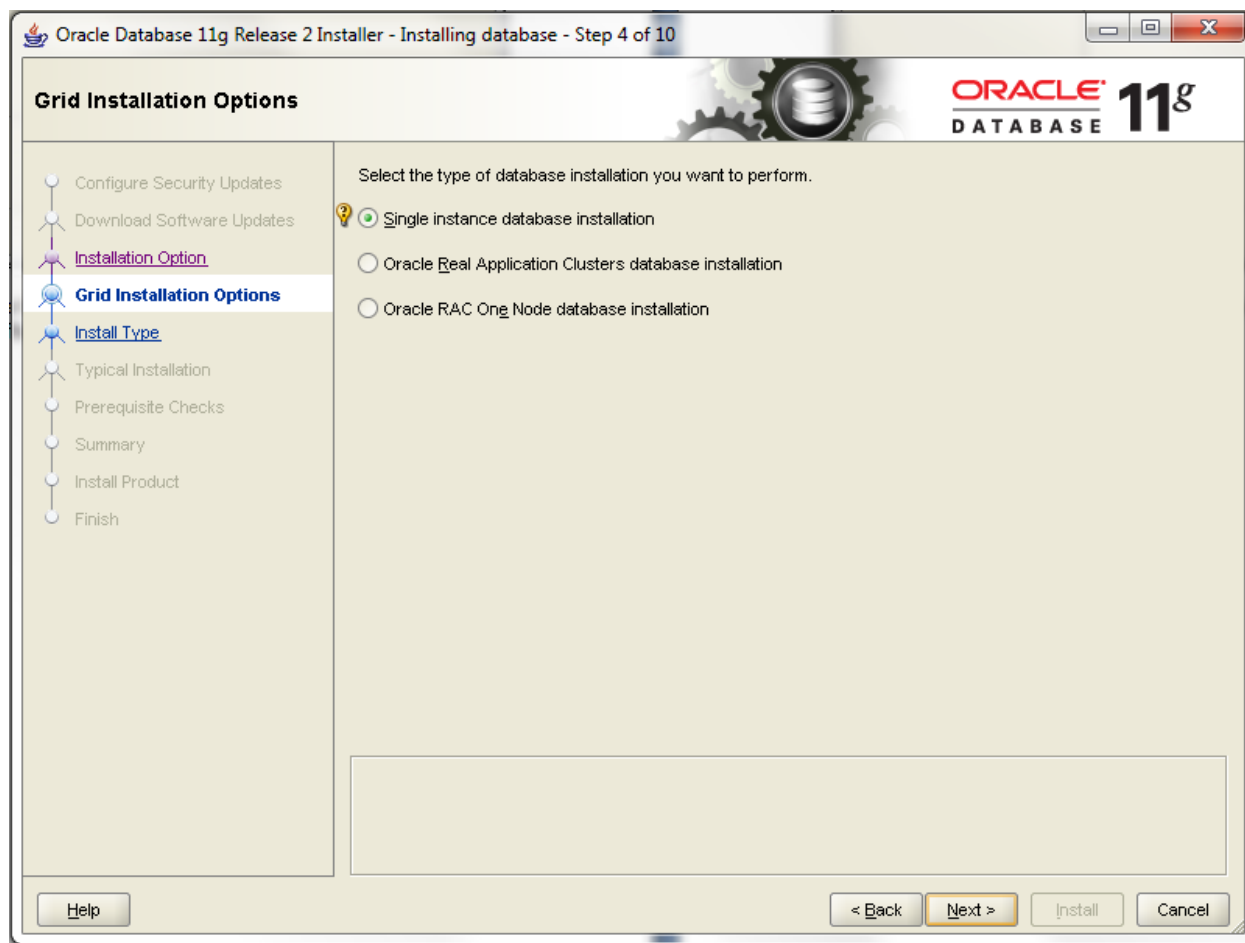 Oracle Database 11g Release 2 Installer - Installing database - Step 4 of 10
Grid Installation Options
ORACLE
DATABASE
11g
Configure Security Updates
Download Software Updates
Installation Option
Grid Installation Options
Install Type
Typical Installation
Prerequisite Checks
Summary
Install Product
Finish
Select the type of database installation you want to perform.
Single instance database installation
Oracle Real Application Clusters database installation
Oracle RAC One Node database installation
Help
< Back
Next >
Install
Cancel